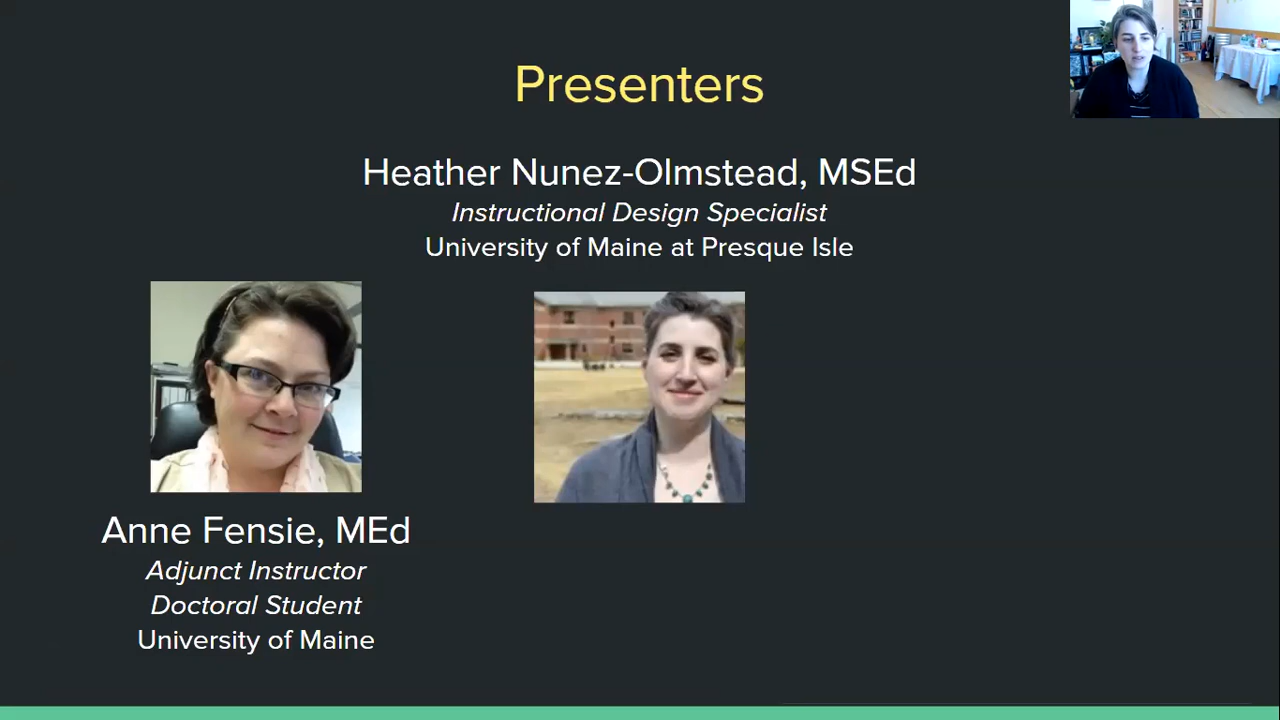 Presenters
Heather Nunez-Olmstead, MSEd
Instructional Design Specialist
University of Maine at Presque Isle
Anne Fensie, MEd
Adjunct Instructor
Doctoral Student
University of Maine